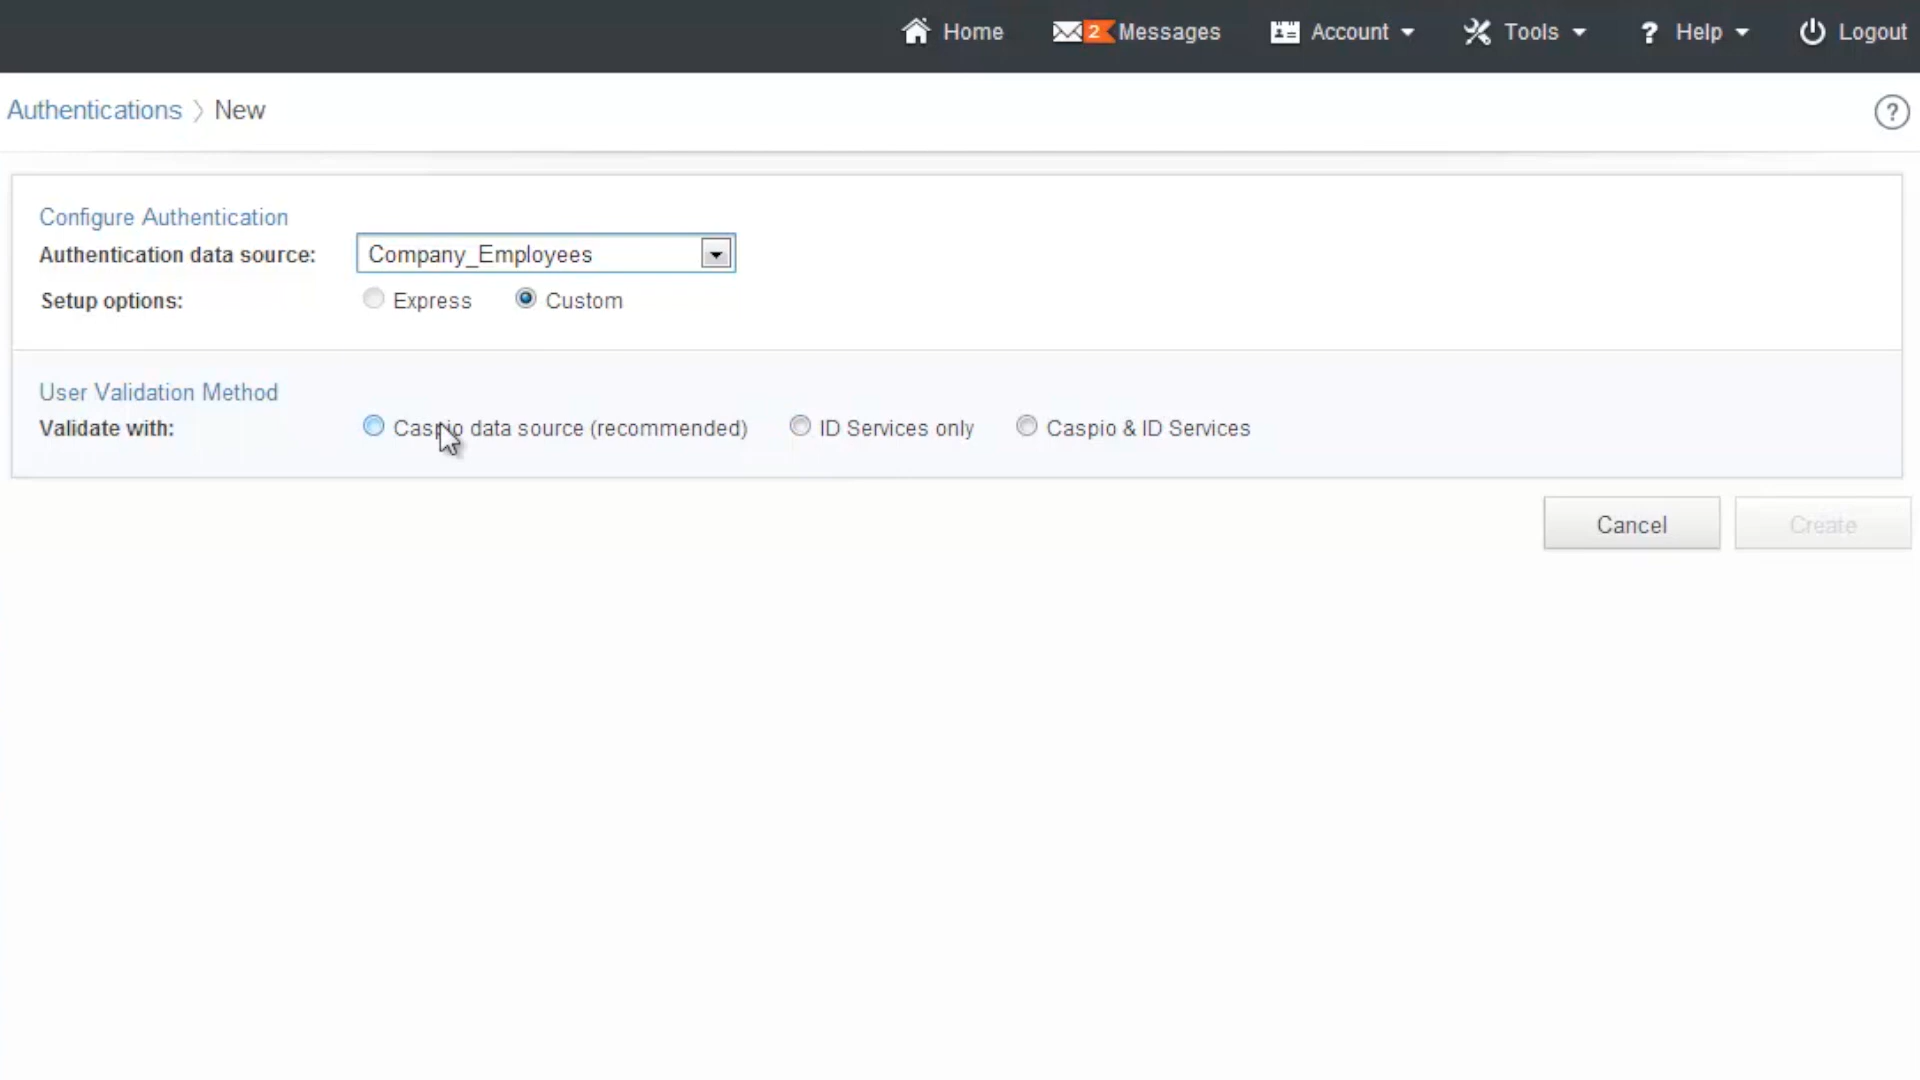 Home 2 Messages Account Tools ? Help Logout
Authentications 〉 New ?
Configure Authentication
Authentication data source: Company_Employees
Setup options: Express Custom
User Validation Method
Validate with: Caspio data source (recommended) ID Services only Caspio & ID Services
Cancel Create